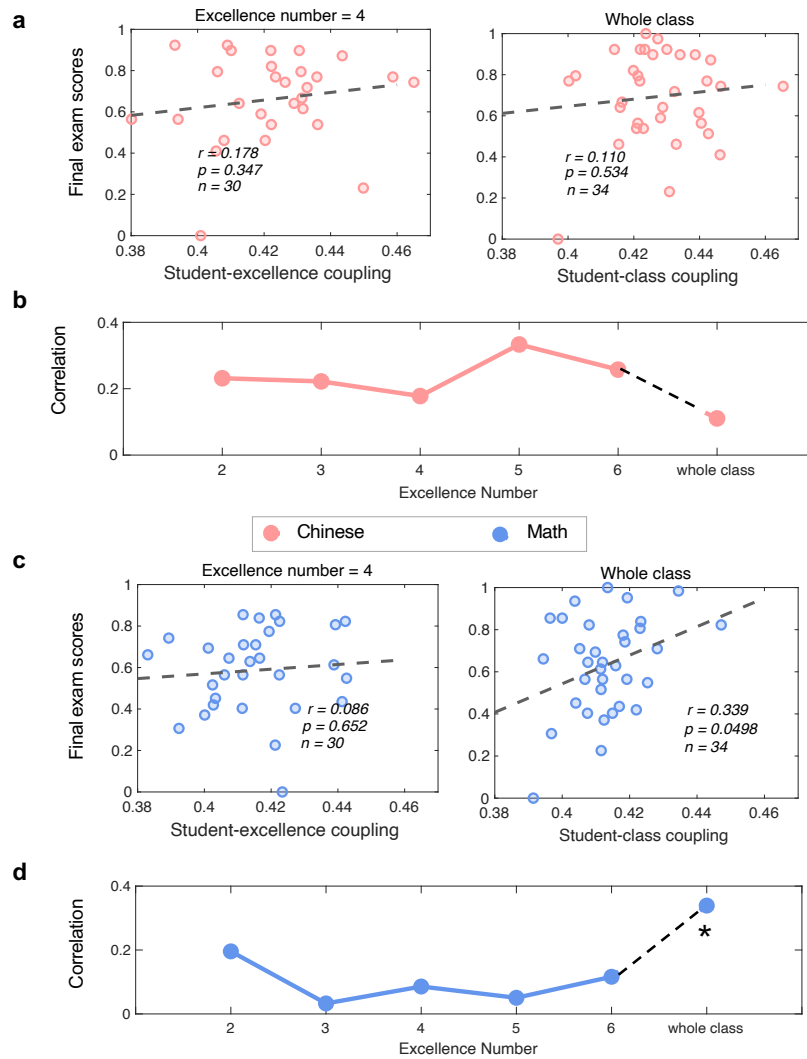 a
Excellence number = 4
Whole class
Final exam scores
1
0.8
0.6
0.4
0.2
0
r = 0.178
p = 0.347
n = 30
0.38
0.4
0.42
0.44
0.46
Student-excellence coupling
1
0.8
0.6
0.4
0.2
0
r = 0.110
p = 0.534
n = 34
0.38
0.4
0.42
0.44
0.46
Student-class coupling
b
Correlation
0.4
0.2
0
2
3
4
5
6
whole class
Excellence Number
Chinese
Math
c
Excellence number = 4
Whole class
Final exam scores
1
0.8
0.6
0.4
0.2
0
r = 0.086
p = 0.652
n = 30
0.38
0.4
0.42
0.44
0.46
Student-excellence coupling
1
0.8
0.6
0.4
0.2
0
r = 0.339
p = 0.0498
n = 34
0.38
0.4
0.42
0.44
0.46
Student-class coupling
d
Correlation
0.4
0.2
0
*
2
3
4
5
6
whole class
Excellence Number